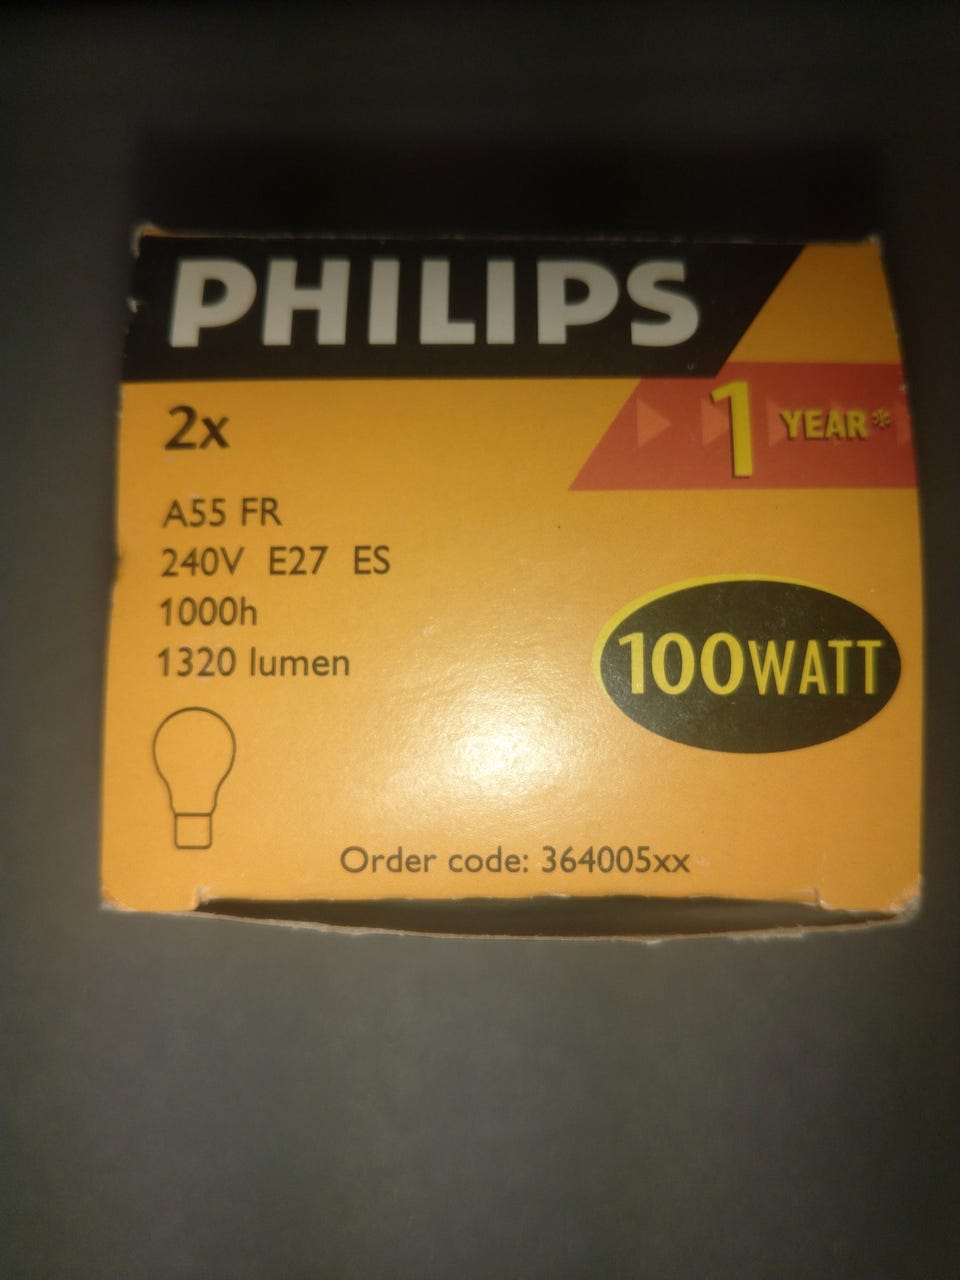 PHILIPS
1 YEAR*
2x
A55 FR
240V E27 ES
1000h
1320 lumen
100WATT
Order code: 364005xx